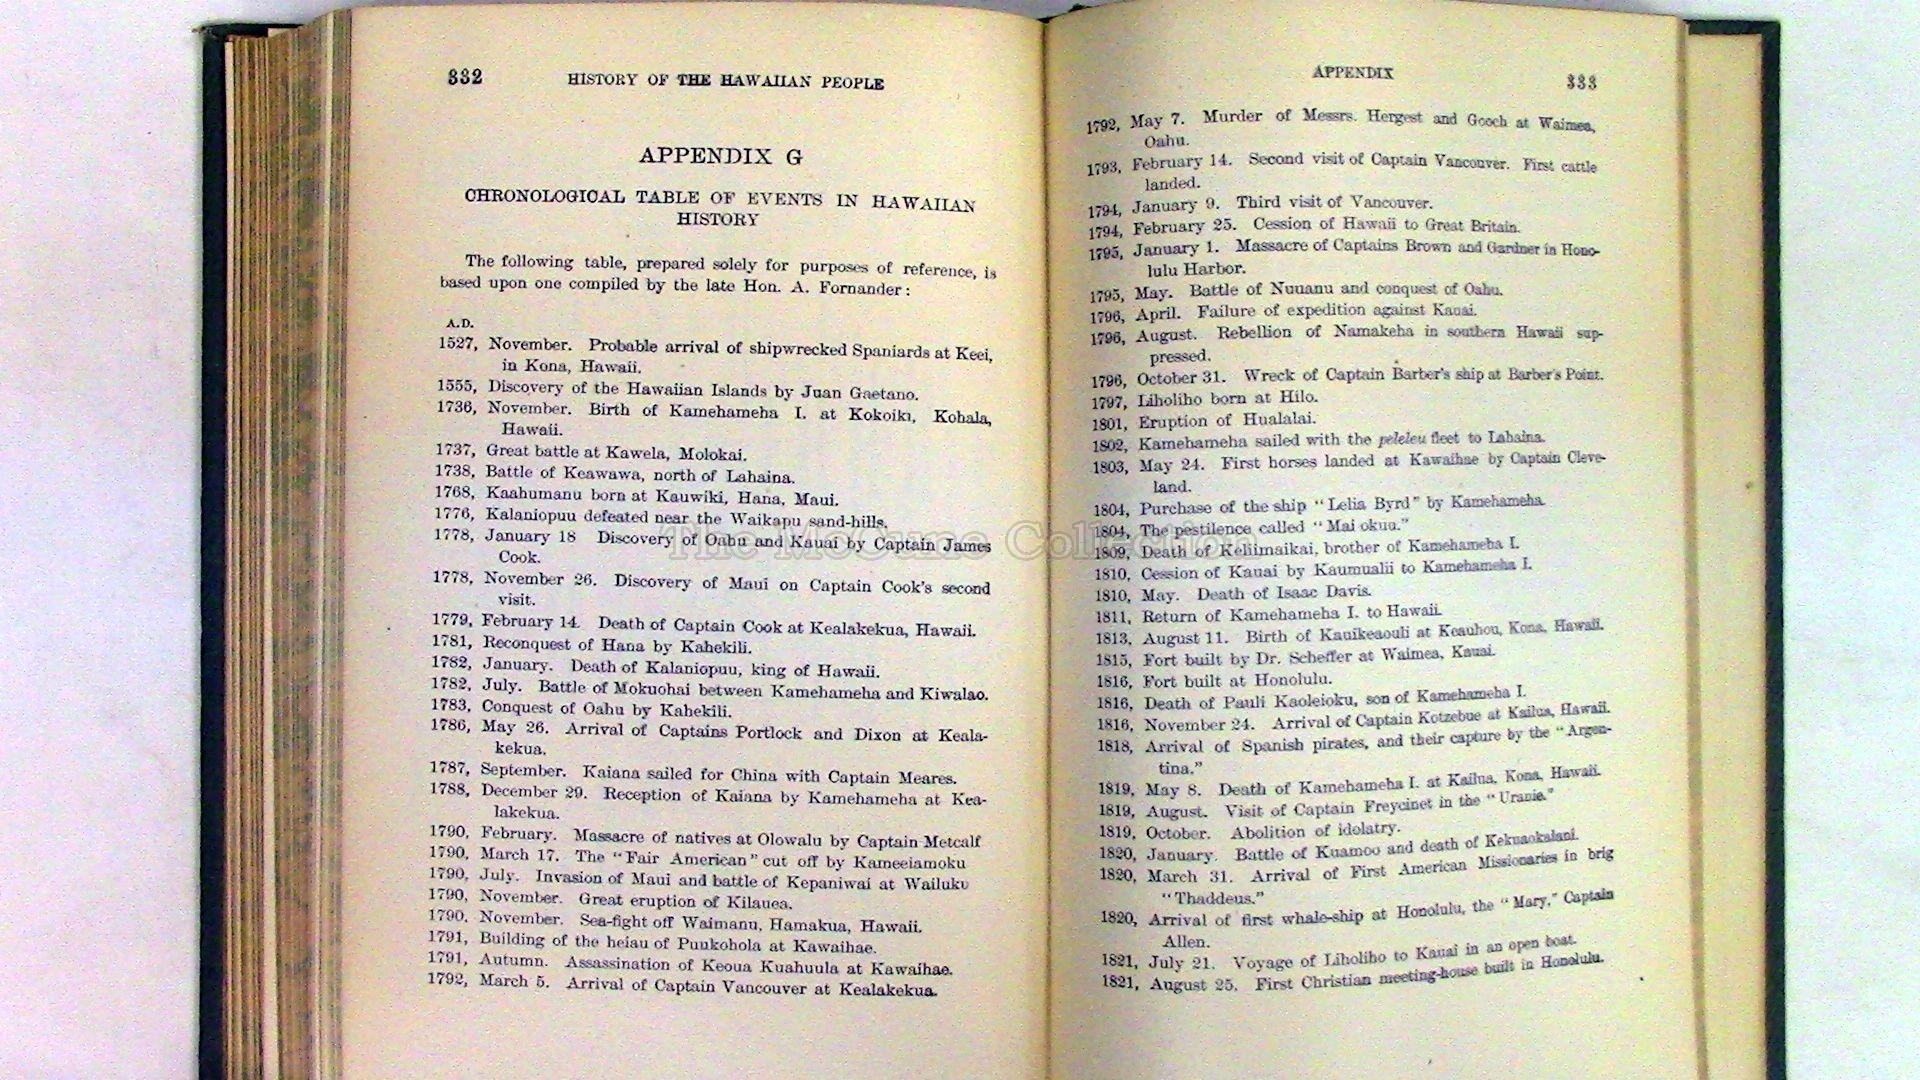 332 HISTORY OF THE HAWAIIAN PEOPLE
APPENDIX G
CHRONOLOGICAL TABLE OF EVENTS IN HAWAIIAN
HISTORY
The following table, prepared solely for purposes of reference, is
based upon one compiled by the late Hon. A. Fornander:
A.D.
1527, November. Probable arrival of shipwrecked Spaniards at Keei,
in Kona, Hawaii.
1555, Discovery of the Hawaiian Islands by Juan Gaetano.
1736, November. Birth of Kamehameha I. at Kokoiki, Kohala,
Hawaii.
1737, Great battle at Kawela, Molokai.
1738, Battle of Keawawa, north of Lahaina.
1768, Kaahumanu born at Kauwiki, Hana, Maui.
1776, Kalaniopuu defeated near the Waikapu sand-hills.
1778, January 18 Discovery of Oahu and Kauai by Captain James
Cook.
1778, November 26. Discovery of Maui on Captain Cook's second
visit.
1779, February 14. Death of Captain Cook at Kealakekua, Hawaii.
1781, Reconquest of Hana by Kahekili.
1782, January. Death of Kalaniopuu, king of Hawaii.
1782, July. Battle of Mokuohai between Kamehameha and Kiwalao.
1783, Conquest of Oahu by Kahekili.
1786, May 26. Arrival of Captains Portlock and Dixon at Keala-
kekua.
1787, September. Kaiana sailed for China with Captain Meares.
1788, December 29. Reception of Kaiana by Kamehameha at Kea-
lakekua.
1790, February. Massacre of natives at Olowalu by Captain Metcalf
1790, March 17. The "Fair American" cut off by Kameeiamoku
1790, July. Invasion of Maui and battle of Kepaniwai at Wailuku
1790, November. Great eruption of Kilauea.
1790, November. Sea-fight off Waimanu, Hamakua, Hawaii.
1791, Building of the heiau of Puukohola at Kawaihae.
1791, Autumn. Assassination of Keoua Kuahuula at Kawaihae.
1792, March 5. Arrival of Captain Vancouver at Kealakekua.
APPENDIX 333
1792, May 7. Murder of Messrs. Hergest and Gooch at Waimea,
Oahu.
1793, February 14. Second visit of Captain Vancouver. First cattle
landed.
1794, January 9. Third visit of Vancouver.
1794, February 25. Cession of Hawaii to Great Britain.
1795, January 1. Massacre of Captains Brown and Gardner in Hono-
lulu Harbor.
1795, May. Battle of Nuuanu and conquest of Oahu.
1796, April. Failure of expedition against Kauai.
1796, August. Rebellion of Namakeha in southern Hawaii sup-
pressed.
1796, October 31. Wreck of Captain Barber's ship at Barber's Point.
1797, Liholiho born at Hilo.
1801, Eruption of Hualalai.
1802, Kamehameha sailed with the peleleu fleet to Lahaina.
1803, May 24. First horses landed at Kawaihae by Captain Cleve-
land.
1804, Purchase of the ship "Lelia Byrd" by Kamehameha.
1804, The pestilence called "Mai okuu."
1809, Death of Keliimaikai, brother of Kamehameha I.
1810, Cession of Kauai by Kaumualii to Kamehameha I.
1810, May. Death of Isaac Davis.
1811, Return of Kamehameha I. to Hawaii.
1813, August 11. Birth of Kauikeaouli at Keauhou, Kona, Hawaii.
1815, Fort built by Dr. Scheffer at Waimea, Kauai.
1816, Fort built at Honolulu.
1816, Death of Pauli Kaoleioku, son of Kamehameha I.
1816, November 24. Arrival of Captain Kotzebue at Kailua, Hawaii.
1818, Arrival of Spanish pirates, and their capture by the "Argen-
tina."
1819, May 8. Death of Kamehameha I. at Kailua, Kona, Hawaii.
1819, August. Visit of Captain Freycinet in the "Uranie."
1819, October. Abolition of idolatry.
1820, January. Battle of Kuamoo and death of Kekuaokalani.
1820, March 31. Arrival of First American Missionaries in brig
"Thaddeus."
1820, Arrival of first whale-ship at Honolulu, the "Mary," Captain
Allen.
1821, July 21. Voyage of Liholiho to Kauai in an open boat.
1821, August 25. First Christian meeting-house built in Honolulu.
The McCune Collection